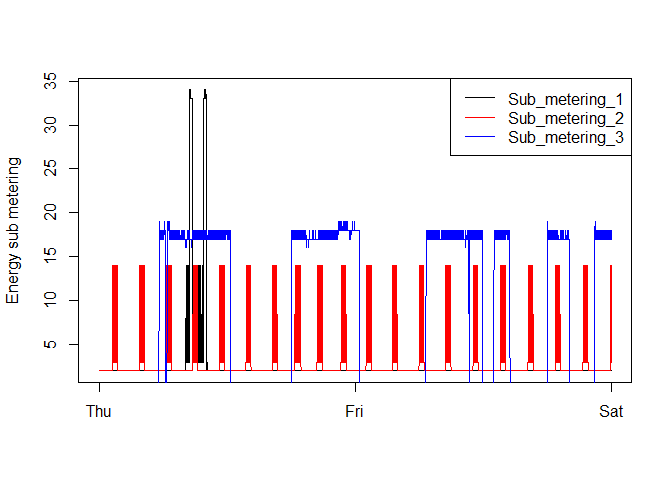 Energy sub metering
35
30
25
20
15
10
5
Sub_metering_1
Sub_metering_2
Sub_metering_3
Thu
Fri
Sat